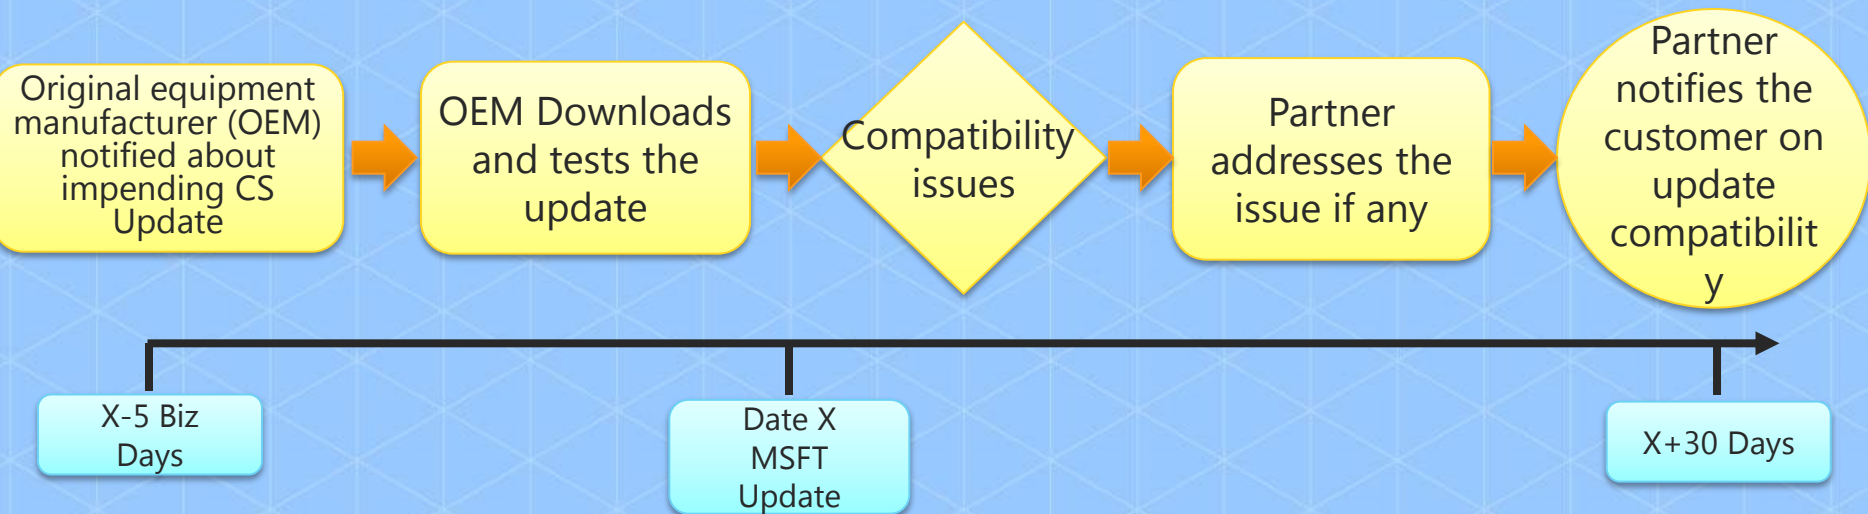 Original equipment
manufacturer (OEM)
notified about
impending CS
Update
OEM Downloads
and tests the
update
Compatibility
issues
Partner
addresses the
issue if any
Partner
notifies the
customer on
update
compatibilit
y
X-5 Biz
Days
Date X
MSFT
Update
X+30 Days